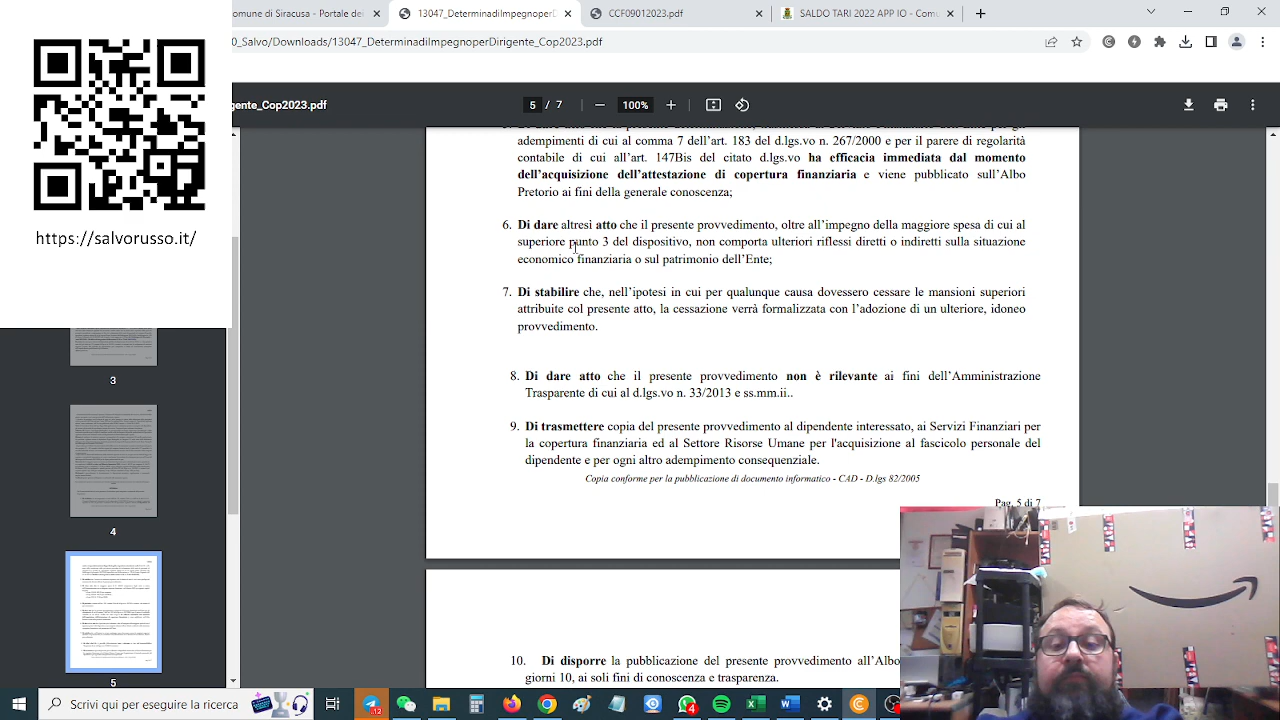 omune di Siracusa - Portale del
13047_DeterminadiImpegnoperD
CCF09012023.pdf
SALDO TARI 2022 APP IO - Comu
0_Salvo/Downloads/13047_DeterminadiImpegnoperDirigente_Cop2023.pdf
gente_Cop2023.pdf
5 / 7
100%
https://salvorusso.it/
3
4
5
adempimenti di cui al comma 7 dell'art. 183 del d.lgs.vo n. 267/2000 e per il parere di regolarità
contabile di cui all'art. 147Bis del citato d.lgs.vo ha efficacia immediata dal momento
dell'acquisizione dell'attestazione di copertura finanziaria e viene pubblicato sull'Albo
Pretorio ai fini della generale conoscenza;
6. Di dare altresì atto che il presente provvedimento, oltre all'impegno della maggiore spesa di cui al
superiore punto 3 del dispositivo, non comporta ulteriori riflessi diretti o indiretti sulla situazione
economico finanziaria o sul patrimonio dell'Ente;
7. Di stabilire che, nell'ipotesi in cui per qualunque causa dovessero cessare le mansioni superiori
attribuite col presente atto, la cessazione verrà formalizzata con l'adozione di un ulteriore, idoneo
provvedimento.
8. Di dare atto che il presente provvedimento non è rilevante ai fini dell'Amministrazione
Trasparente di cui al d.lgs.vo n. 33/2013 e ss.mm.ii..
9. Di trasmettere copia del presente provvedimento al dipendente interessato, ai Servizi Finanziari per
la copertura finanziaria ed al Settore Risorse Umane per l'acquisizione al fascicolo personale del
dipendente e per ogni altro adempimento consequenziale.
Copia conforme per la pubblicazione di documento informatico - CAD - D.lgs 82/2005
Pag. 5 di 7
10. Di disporre la pubblicazione del presente provvedimento all'Albo
giorni 10, ai soli fini di conoscenza e trasparenza.
Scrivi qui per eseguire la ricerca